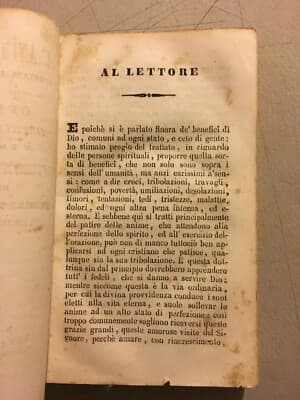 AL LETTORE
Epoichè si è parlato finora de' beneficj di
Dio, comuni ad ogni stato, e ceto di gente;
ho stimato pregio del trattato, in riguardo
delle persone spirituali, proporre quella sor-
ta di beneficj, che non solo sono sopra i
sensi dell'umanità, ma anzi carissimi a'sen-
si: come a dir croci, tribolazioni, travagli,
confusioni, povertà, umiliazioni, desolazioni,
timori, tentazioni, tedj, tristezze, malattie,
dolori, ed ogni altra pena interna, ed e-
sterna. E sebbene qui si tratti principalmente
del patire delle anime, che attendono alla
perfezione dello spirito, ed all'esercizio del-
l'orazione, può non di manco tuttociò ben ap-
plicarsi ad ogni cristiano che patisce, qua-
lunque sia la sua tribolazione. E questa dot-
trina sin dal principio dovrebbero apprendere
tutt' i fedeli, che si danno a servire Dio:
mentre siccome questa è la via ordinaria,
per cui la divina provvidenza conduce i suoi
eletti alla vita eterna, e suole sollevar le
anime ad un alto stato di perfezione; così
troppo comunemente sogliono riceversi queste
grazie grandi, queste amorose visite del Si-
gnore, perchè amare, con rincrescimento,